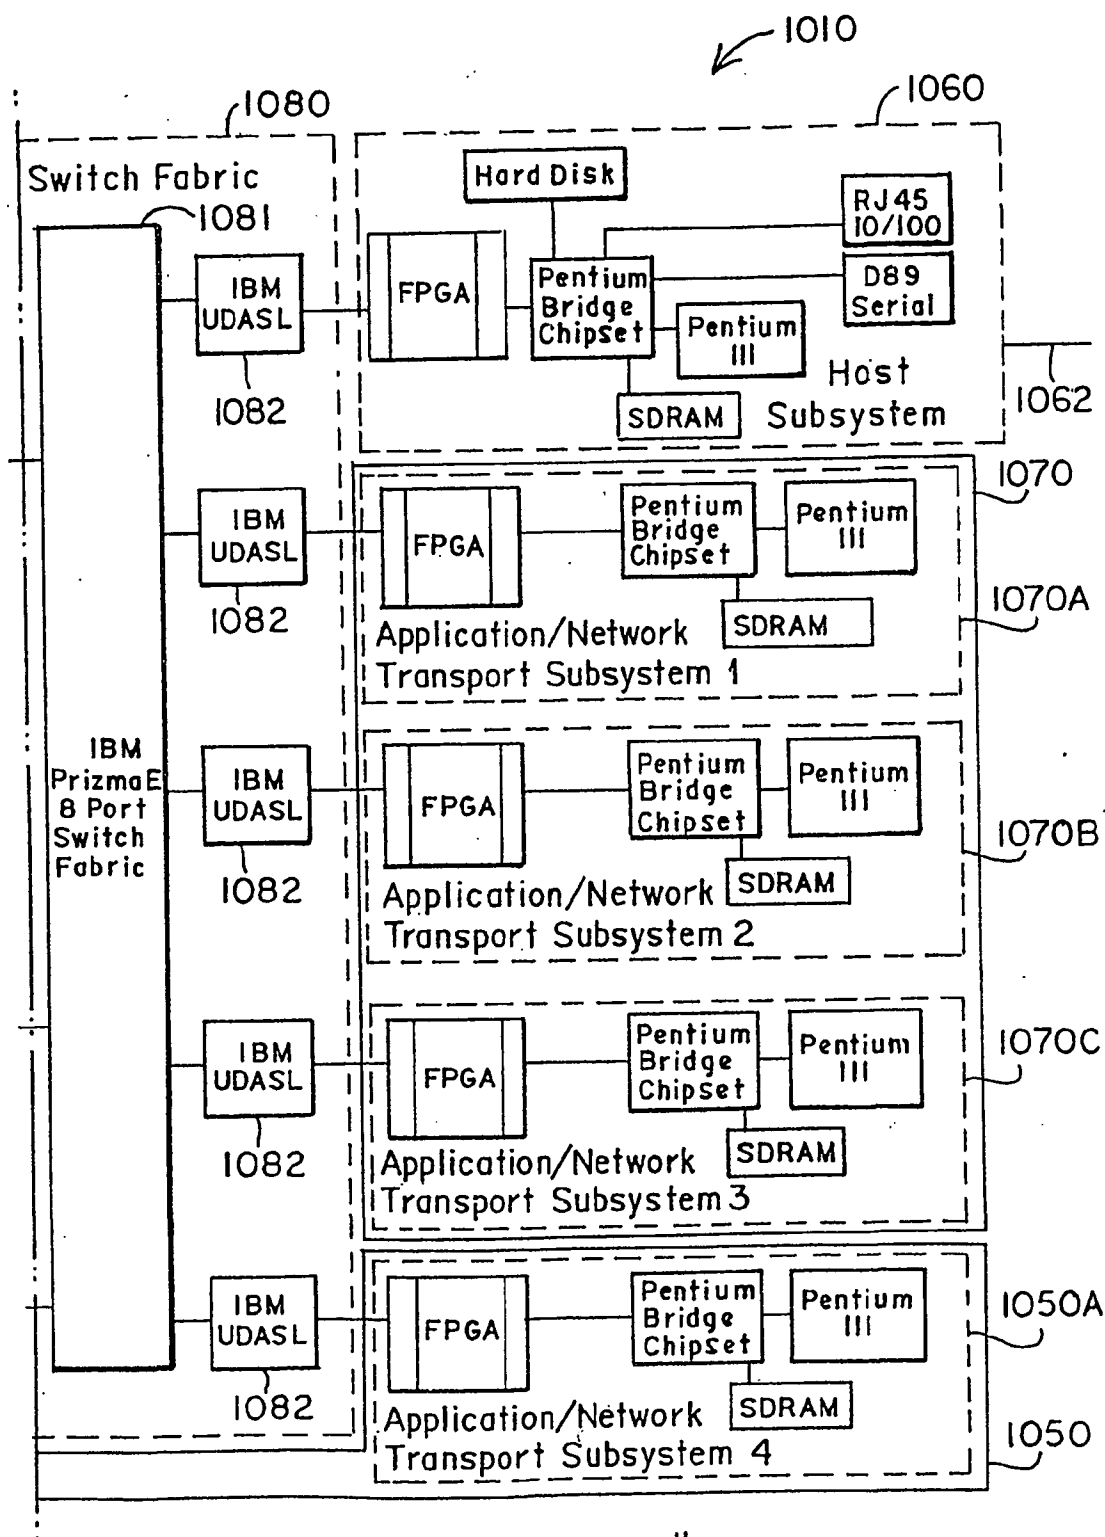 1010
1080
1060
Switch Fabric
1081
Hard Disk
RJ45
10/100
D89
Serial
IBM
UDASL
FPGA
Pentium
Bridge
Chipset
Pentium
III
SDRAM
Host
Subsystem
1082
1062
1070
IBM
UDASL
FPGA
Pentium
Bridge
Chipset
Pentium
III
1070A
SDRAM
1082
Application/Network
Transport Subsystem 1
IBM
PrizmaE
8 Port
Switch
Fabric
IBM
UDASL
FPGA
Pentium
Bridge
Chipset
Pentium
III
1070B
SDRAM
1082
Application/Network
Transport Subsystem 2
IBM
UDASL
FPGA
Pentium
Bridge
Chipset
Pentium
III
1070C
SDRAM
1082
Application/Network
Transport Subsystem 3
IBM
UDASL
FPGA
Pentium
Bridge
Chipset
Pentium
III
1050A
SDRAM
1082
Application/Network
Transport Subsystem 4
1050